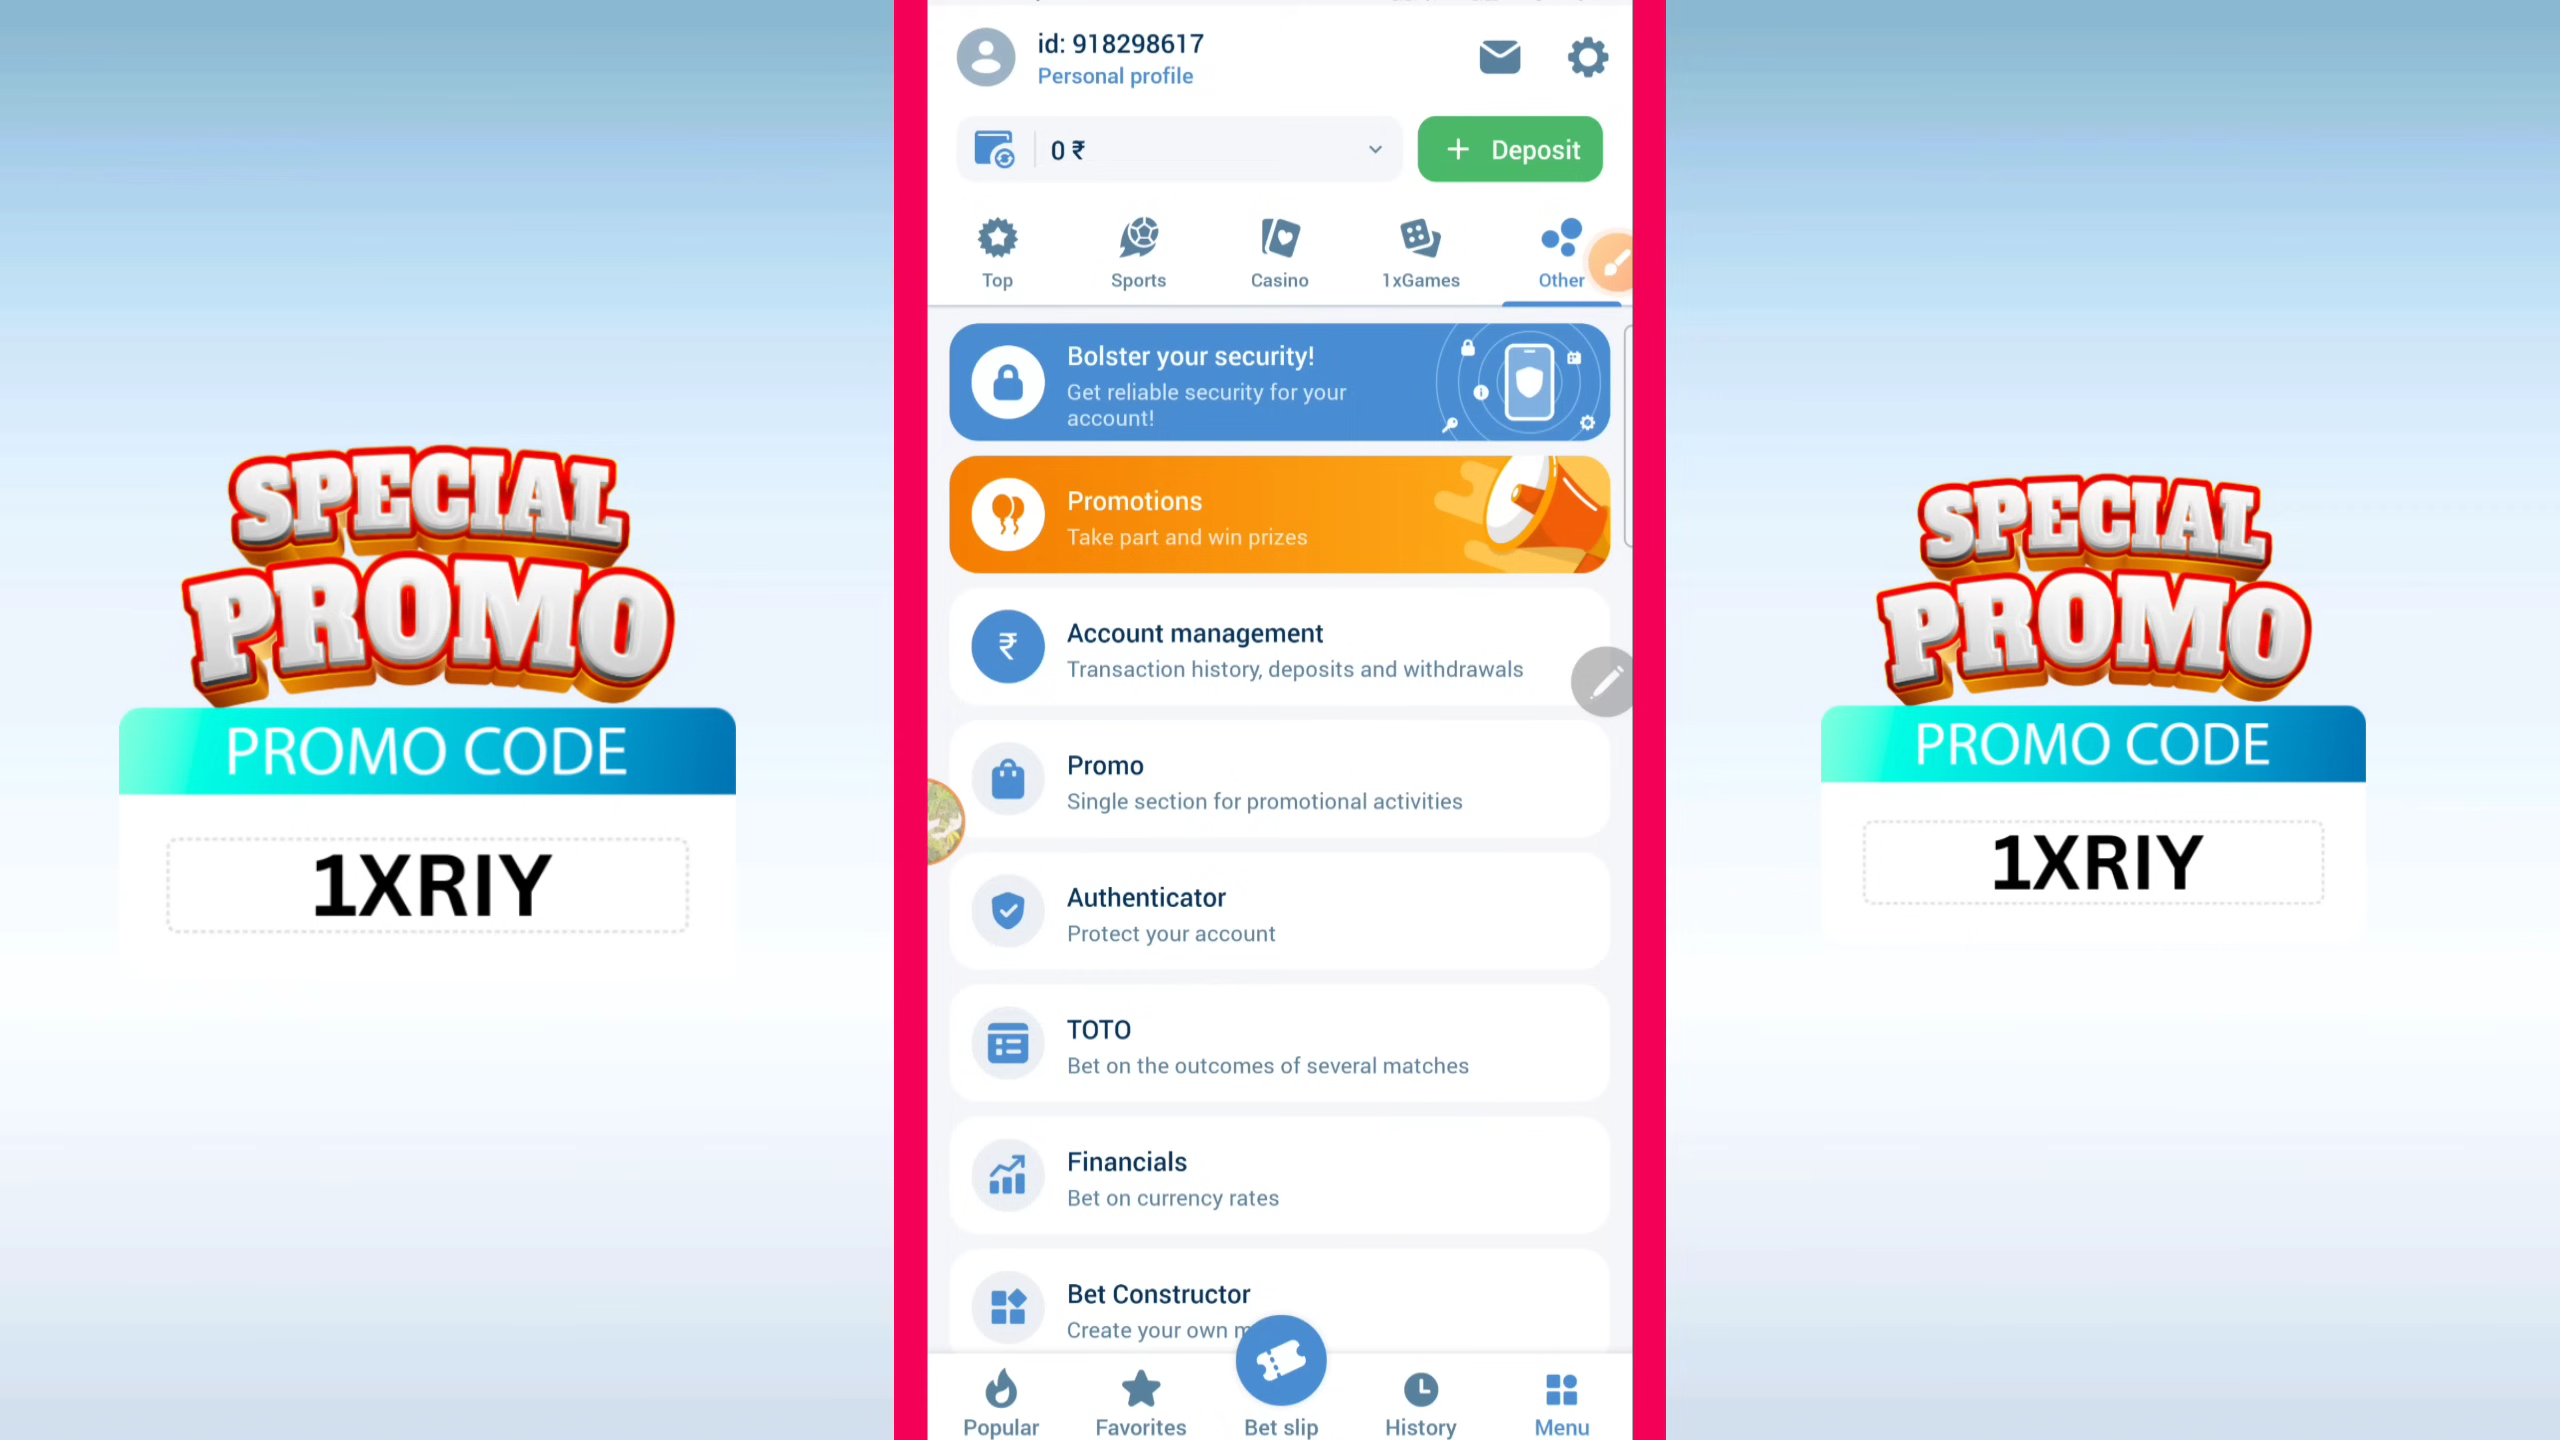 id: 918298617
Personal profile
0 ₹
+ Deposit
Top
Sports
Casino
1xGames
Other
Bolster your security!
Get reliable security for your
account!
Promotions
Take part and win prizes
₹
Account management
Transaction history, deposits and withdrawals
Promo
Single section for promotional activities
Authenticator
Protect your account
TOTO
Bet on the outcomes of several matches
Financials
Bet on currency rates
Bet Constructor
Create your own
Popular
Favorites
Bet slip
History
Menu
SPECIAL
PROMO
PROMO CODE
1XRIY
SPECIAL
PROMO
PROMO CODE
1XRIY